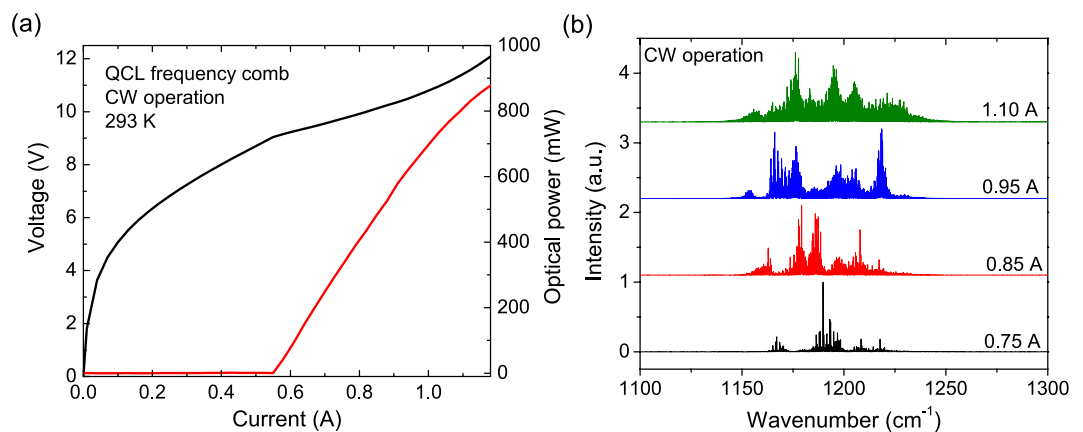 (a)
QCL frequency comb
CW operation
293 K
Voltage (V)
12
10
8
6
4
2
0
Optical power (mW)
1000
800
600
400
200
0
0.0 0.2 0.4 0.6 0.8 1.0
Current (A)
(b)
CW operation
Intensity (a.u.)
4
3
2
1
0
1.10 A
0.95 A
0.85 A
0.75 A
1100 1150 1200 1250 1300
Wavenumber (cm⁻¹)